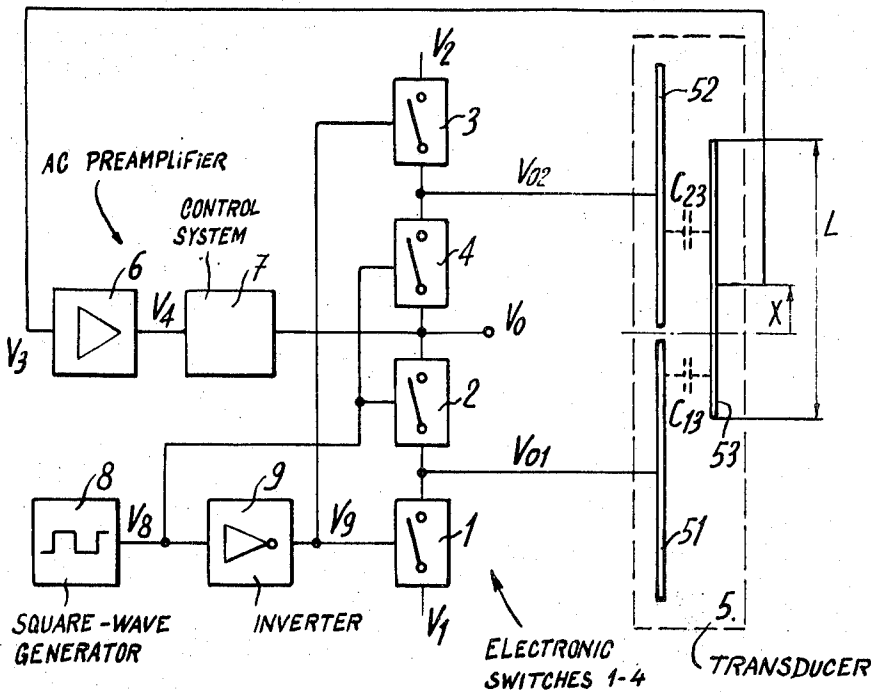 V2
3
52
AC PREAMPLIFIER
V02
C23
L
CONTROL
SYSTEM
4
6
7
V4
V0
X
V3
2
C13
53
V01
8
9
V8
V9
1
51
V1
5.
SQUARE-WAVE
GENERATOR
INVERTER
ELECTRONIC
SWITCHES 1-4
TRANSDUCER